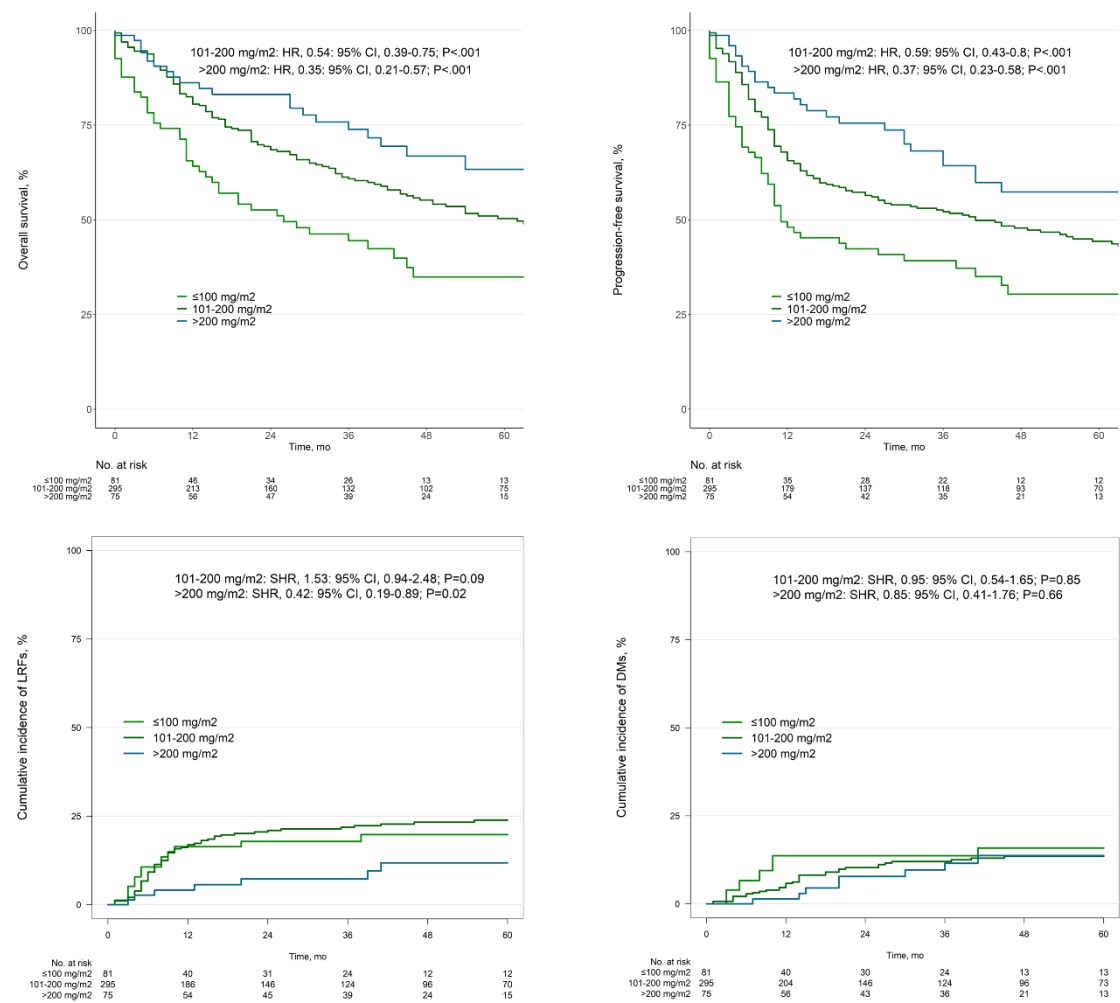 Overall survival, %
100
75
50
25
0
101-200 mg/m2: HR, 0.54: 95% CI, 0.39-0.75; P<.001
>200 mg/m2: HR, 0.35: 95% CI, 0.21-0.57; P<.001
≤100 mg/m2
101-200 mg/m2
>200 mg/m2
0 12 24 36 48 60
Time, mo
No. at risk
≤100 mg/m2 81 46 34 26 13 13
101-200 mg/m2 295 213 160 132 102 75
>200 mg/m2 75 56 47 39 24 15
Progression-free survival, %
100
75
50
25
0
101-200 mg/m2: HR, 0.59: 95% CI, 0.43-0.8; P<.001
>200 mg/m2: HR, 0.37: 95% CI, 0.23-0.58; P<.001
≤100 mg/m2
101-200 mg/m2
>200 mg/m2
0 12 24 36 48 60
Time, mo
No. at risk
≤100 mg/m2 81 35 28 22 12 12
101-200 mg/m2 295 179 137 118 93 70
>200 mg/m2 75 54 42 35 21 13
Cumulative incidence of LRFs, %
100
75
50
25
0
101-200 mg/m2: SHR, 1.53: 95% CI, 0.94-2.48; P=0.09
>200 mg/m2: SHR, 0.42: 95% CI, 0.19-0.89; P=0.02
≤100 mg/m2
101-200 mg/m2
>200 mg/m2
0 12 24 36 48 60
Time, mo
No. at risk
≤100 mg/m2 81 40 31 24 12 12
101-200 mg/m2 295 186 146 124 96 70
>200 mg/m2 75 54 45 39 24 15
Cumulative incidence of DMs, %
100
75
50
25
0
101-200 mg/m2: SHR, 0.95: 95% CI, 0.54-1.65; P=0.85
>200 mg/m2: SHR, 0.85: 95% CI, 0.41-1.76; P=0.66
≤100 mg/m2
101-200 mg/m2
>200 mg/m2
0 12 24 36 48 60
Time, mo
No. at risk
≤100 mg/m2 81 40 30 24 13 13
101-200 mg/m2 295 204 146 124 96 73
>200 mg/m2 75 56 43 36 21 13